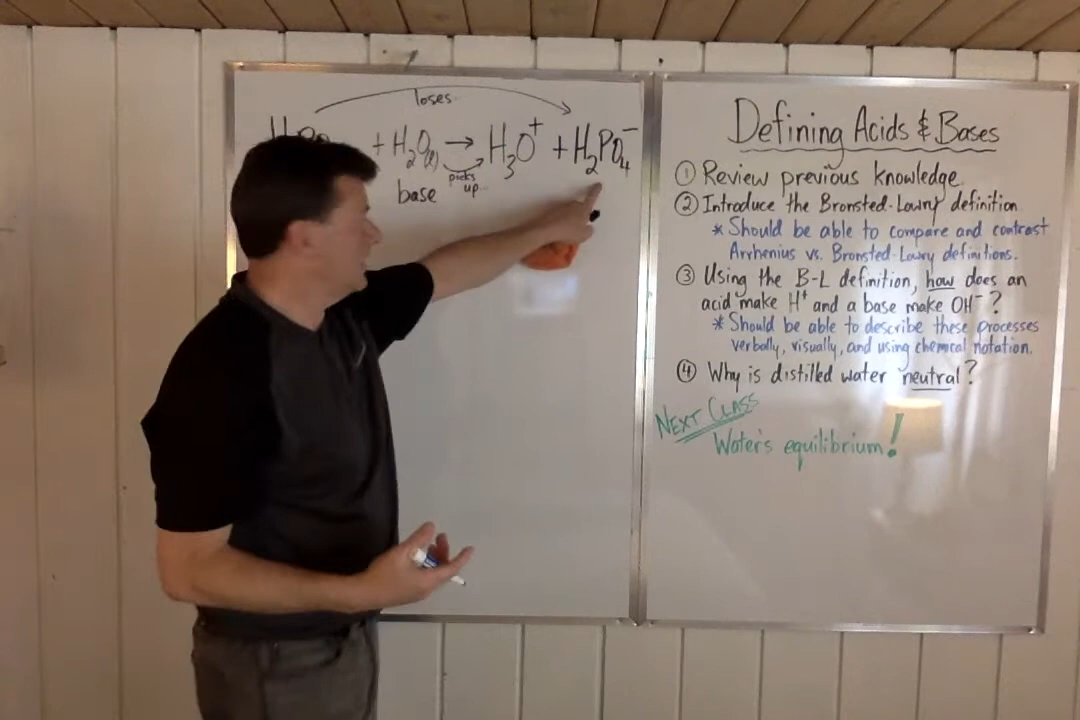 loses
+ H₂O(l) → H₃O⁺ + H₂PO₄⁻
picks
up
base
Defining Acids & Bases
① Review previous knowledge.
② Introduce the Bronsted-Lowry definition
* Should be able to compare and contrast
Arrhenius vs. Bronsted-Lowry definitions.
③ Using the B-L definition, how does an
acid make H⁺ and a base make OH⁻?
* Should be able to describe these processes
verbally, visually, and using chemical notation.
④ Why is distilled water neutral?
NEXT CLASS
Water's equilibrium!